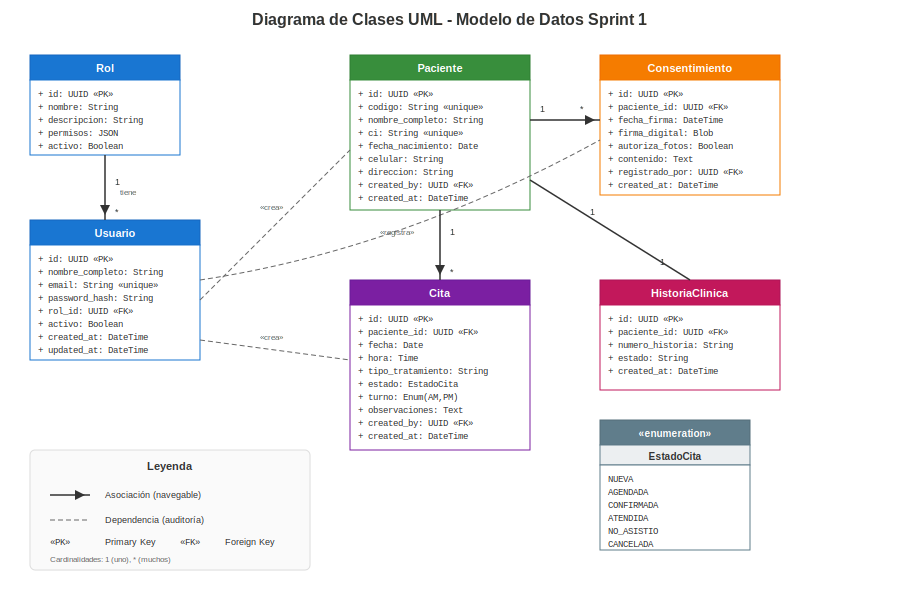 Diagrama de Clases UML - Modelo de Datos Sprint 1
Rol
+ id: UUID «PK»
+ nombre: String
+ descripcion: String
+ permisos: JSON
+ activo: Boolean
1
tiene
*
Usuario
+ id: UUID «PK»
+ nombre_completo: String
+ email: String «unique»
+ password_hash: String
+ rol_id: UUID «FK»
+ activo: Boolean
+ created_at: DateTime
+ updated_at: DateTime
Paciente
+ id: UUID «PK»
+ codigo: String «unique»
+ nombre_completo: String
+ ci: String «unique»
+ fecha_nacimiento: Date
+ celular: String
+ direccion: String
+ created_by: UUID «FK»
+ created_at: DateTime
1
*
Consentimiento
+ id: UUID «PK»
+ paciente_id: UUID «FK»
+ fecha_firma: DateTime
+ firma_digital: Blob
+ autoriza_fotos: Boolean
+ contenido: Text
+ registrado_por: UUID «FK»
+ created_at: DateTime
«crea»
«registra»
1
*
1
1
«crea»
Cita
+ id: UUID «PK»
+ paciente_id: UUID «FK»
+ fecha: Date
+ hora: Time
+ tipo_tratamiento: String
+ estado: EstadoCita
+ turno: Enum(AM,PM)
+ observaciones: Text
+ created_by: UUID «FK»
+ created_at: DateTime
HistoriaClinica
+ id: UUID «PK»
+ paciente_id: UUID «FK»
+ numero_historia: String
+ estado: String
+ created_at: DateTime
«enumeration»
EstadoCita
NUEVA
AGENDADA
CONFIRMADA
ATENDIDA
NO_ASISTIO
CANCELADA
Leyenda
Asociación (navegable)
Dependencia (auditoría)
«PK» Primary Key «FK» Foreign Key
Cardinalidades: 1 (uno), * (muchos)